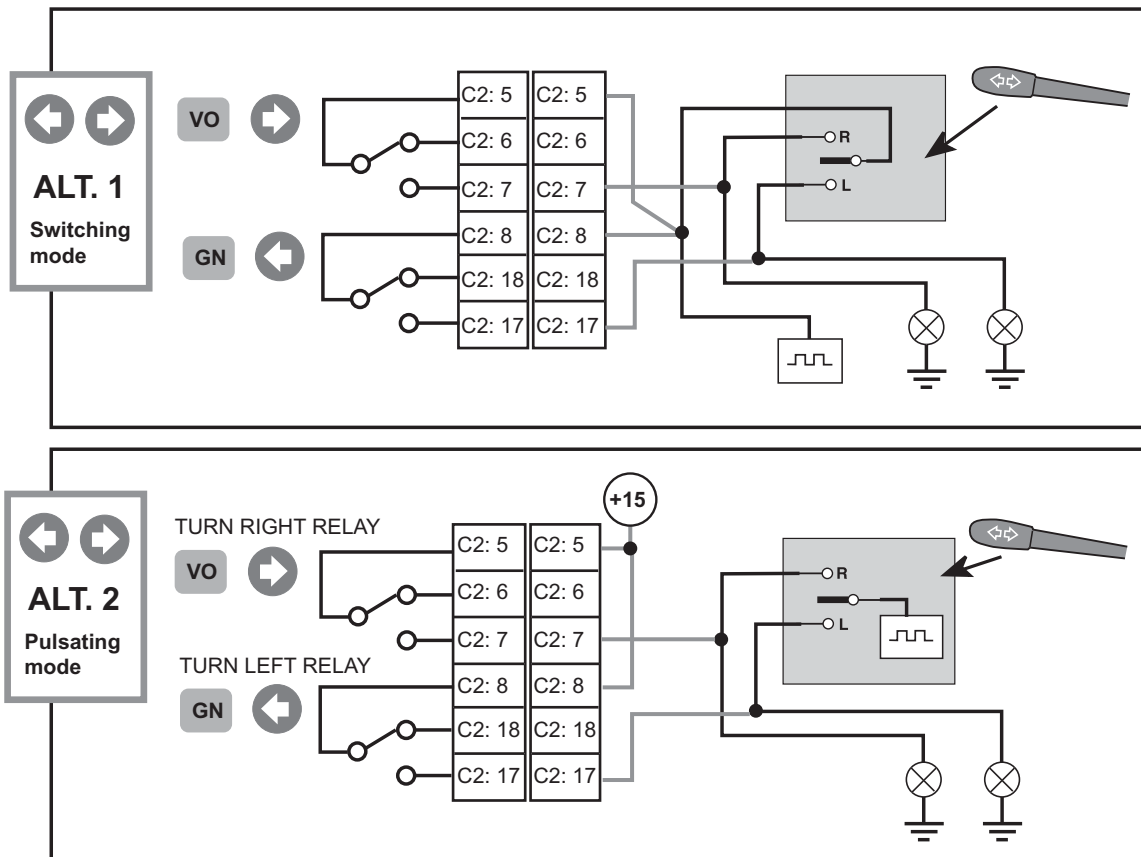 ALT. 1
Switching
mode
VO
GN
C2: 5 C2: 5
C2: 6 C2: 6
C2: 7 C2: 7
C2: 8 C2: 8
C2: 18 C2: 18
C2: 17 C2: 17
R
L
ALT. 2
Pulsating
mode
TURN RIGHT RELAY
VO
TURN LEFT RELAY
GN
+15
C2: 5 C2: 5
C2: 6 C2: 6
C2: 7 C2: 7
C2: 8 C2: 8
C2: 18 C2: 18
C2: 17 C2: 17
R
L